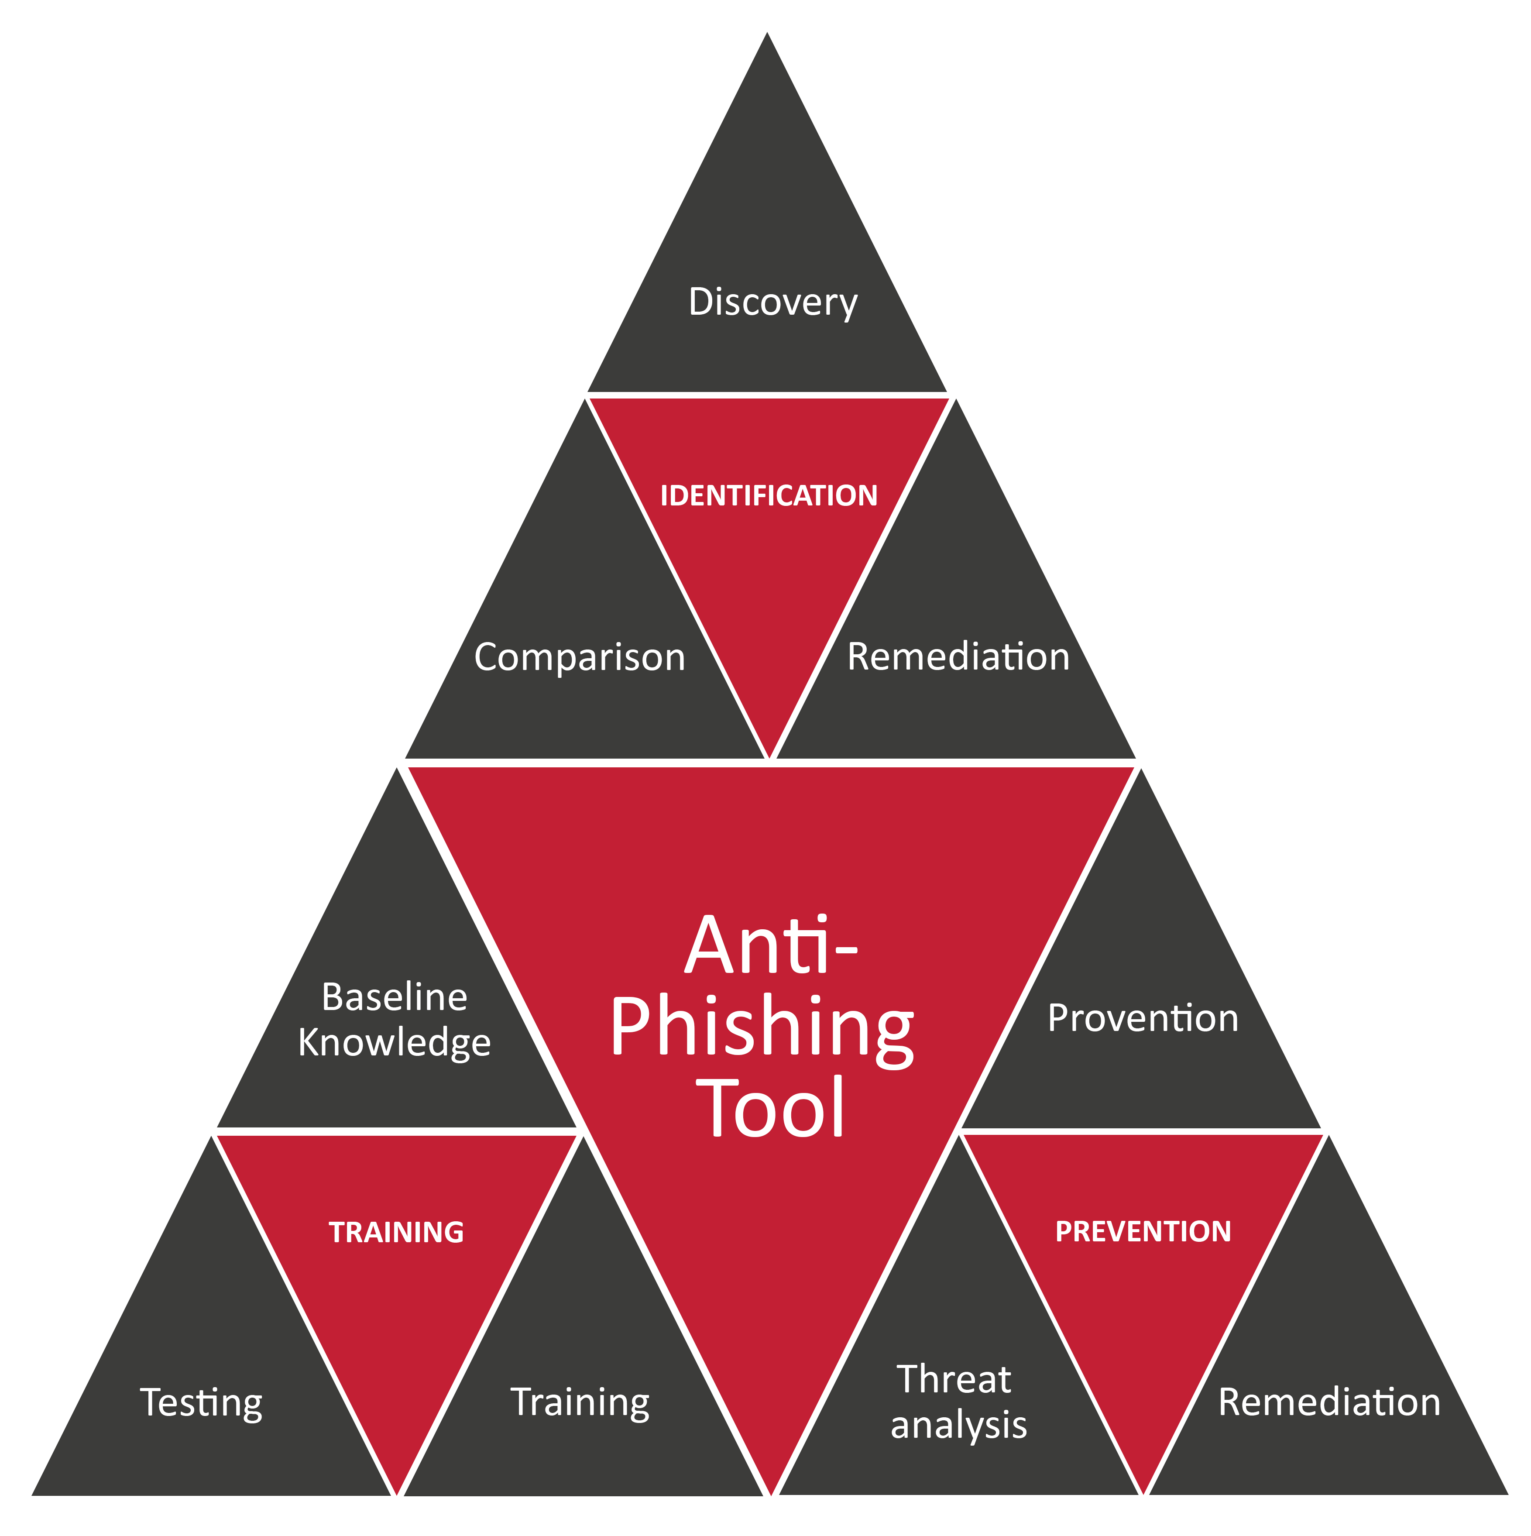 Discovery
IDENTIFICATION
Comparison
Remediation
Anti-
Phishing
Tool
Baseline
Knowledge
Provention
TRAINING
PREVENTION
Testing
Training
Threat
analysis
Remediation